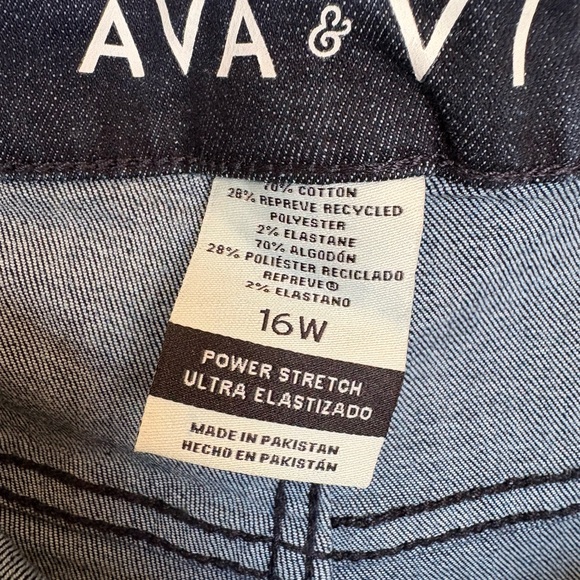 AVA & VI
70% COTTON
28% REPREVE RECYCLED
POLYESTER
2% ELASTANE
70% ALGODÓN
28% POLIÉSTER RECICLADO
REPREVE®
2% ELASTANO
16W
POWER STRETCH
ULTRA ELASTIZADO
MADE IN PAKISTAN
HECHO EN PAKISTÁN